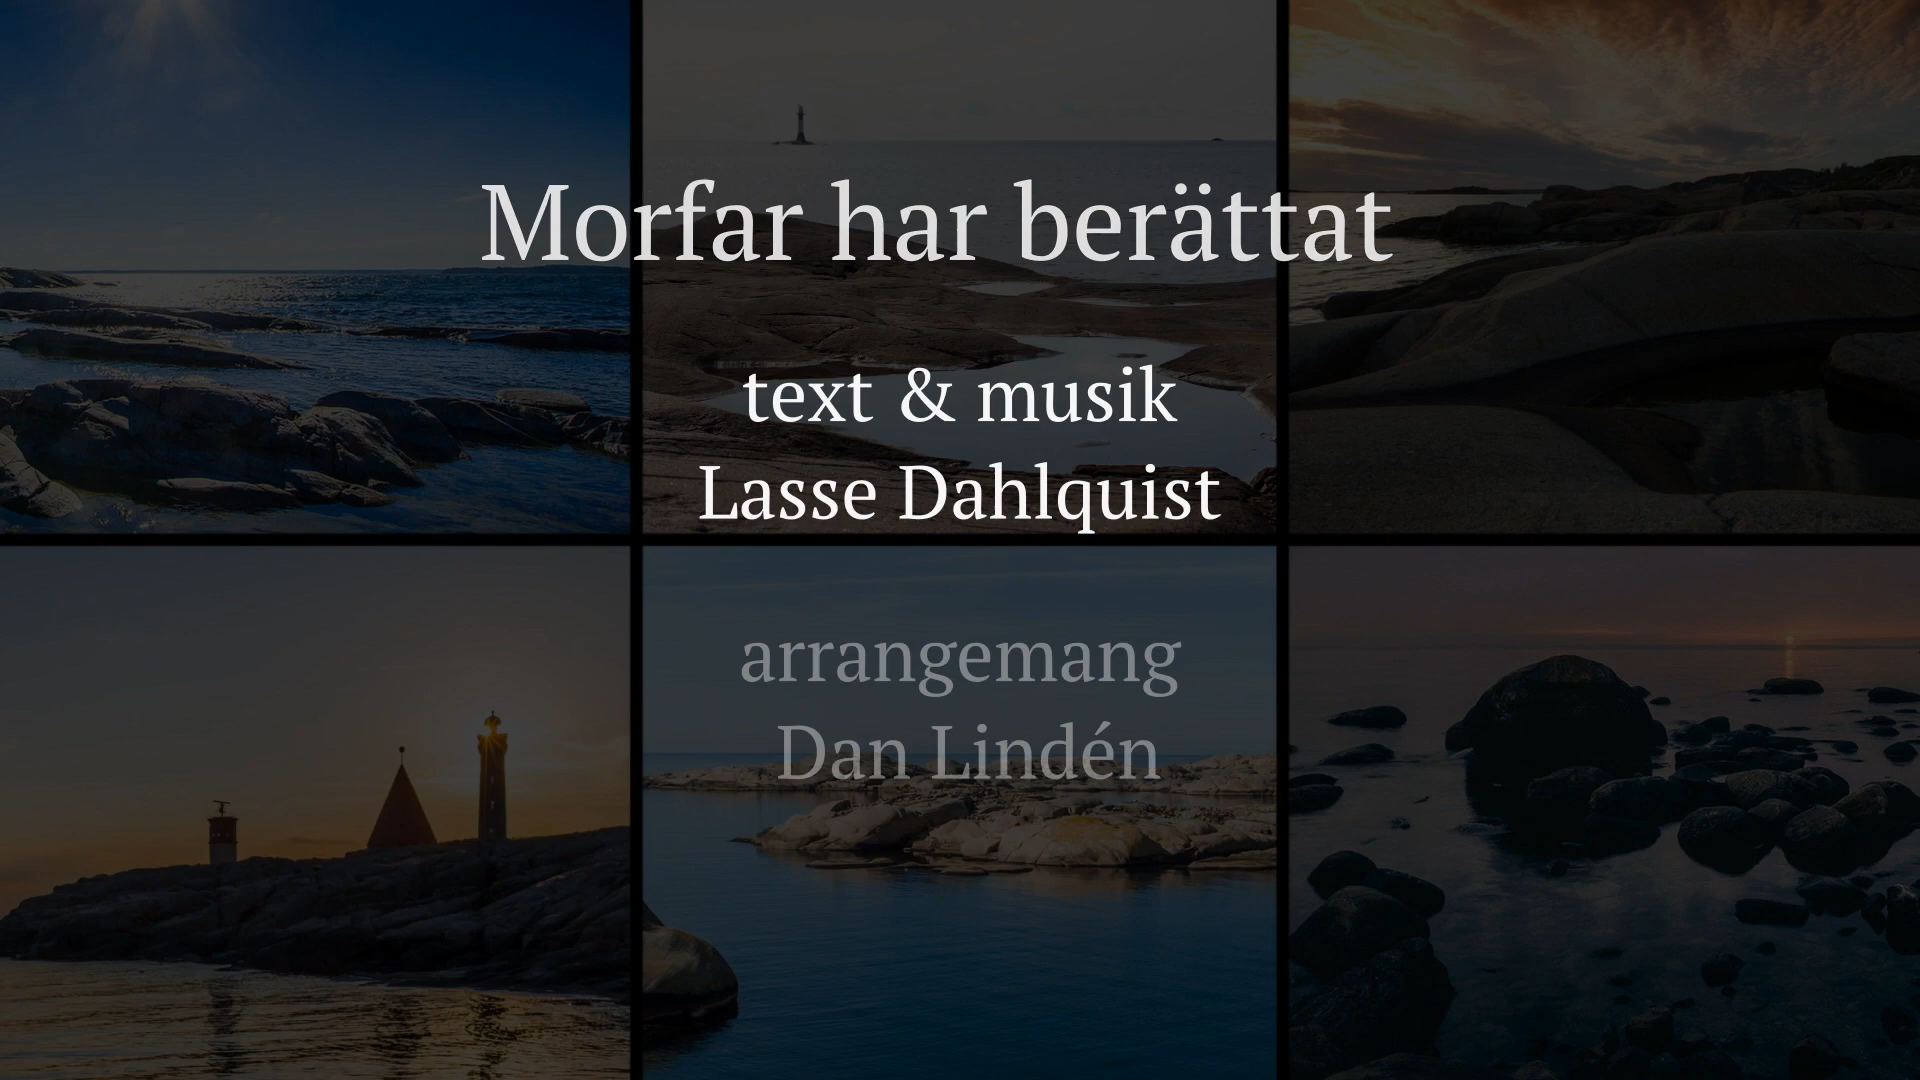 Morfar har berättat
text & musik
Lasse Dahlquist
arrangemang
Dan Lindén